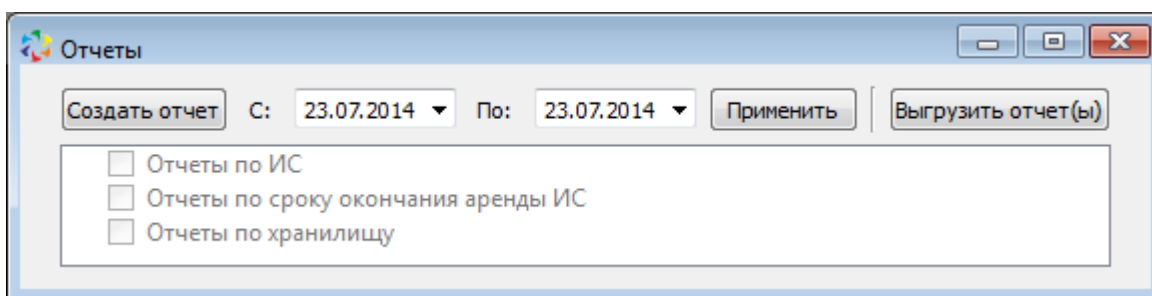 Отчеты
Создать отчет С: 23.07.2014 По: 23.07.2014 Применить Выгрузить отчет(ы)
Отчеты по ИС
Отчеты по сроку окончания аренды ИС
Отчеты по хранилищу